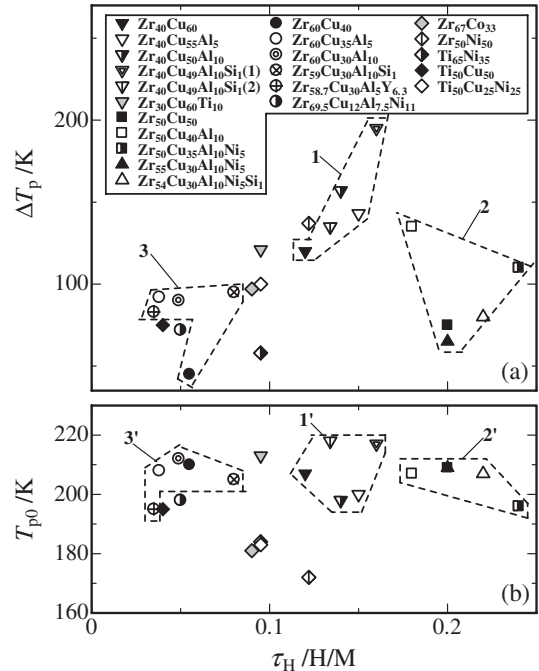 Zr40Cu60
Zr40Cu55Al5
Zr40Cu50Al10
Zr40Cu49Al10Si1(1)
Zr40Cu49Al10Si1(2)
Zr30Cu60Ti10
Zr50Cu50
Zr50Cu40Al10
Zr50Cu35Al10Ni5
Zr55Cu30Al10Ni5
Zr54Cu30Al10Ni5Si1
Zr60Cu40
Zr60Cu35Al5
Zr60Cu30Al10
Zr59Cu30Al10Si1
Zr58.7Cu30Al5Y6.3
Zr69.5Cu12Al7.5Ni11
Zr67Co33
Zr50Ni50
Ti65Ni35
Ti50Cu50
Ti50Cu25Ni25
ΔTp /K
200
100
1
2
3
(a)
Tp0 /K
220
200
180
160
3'
1'
2'
(b)
0 0.1 0.2
τH /H/M